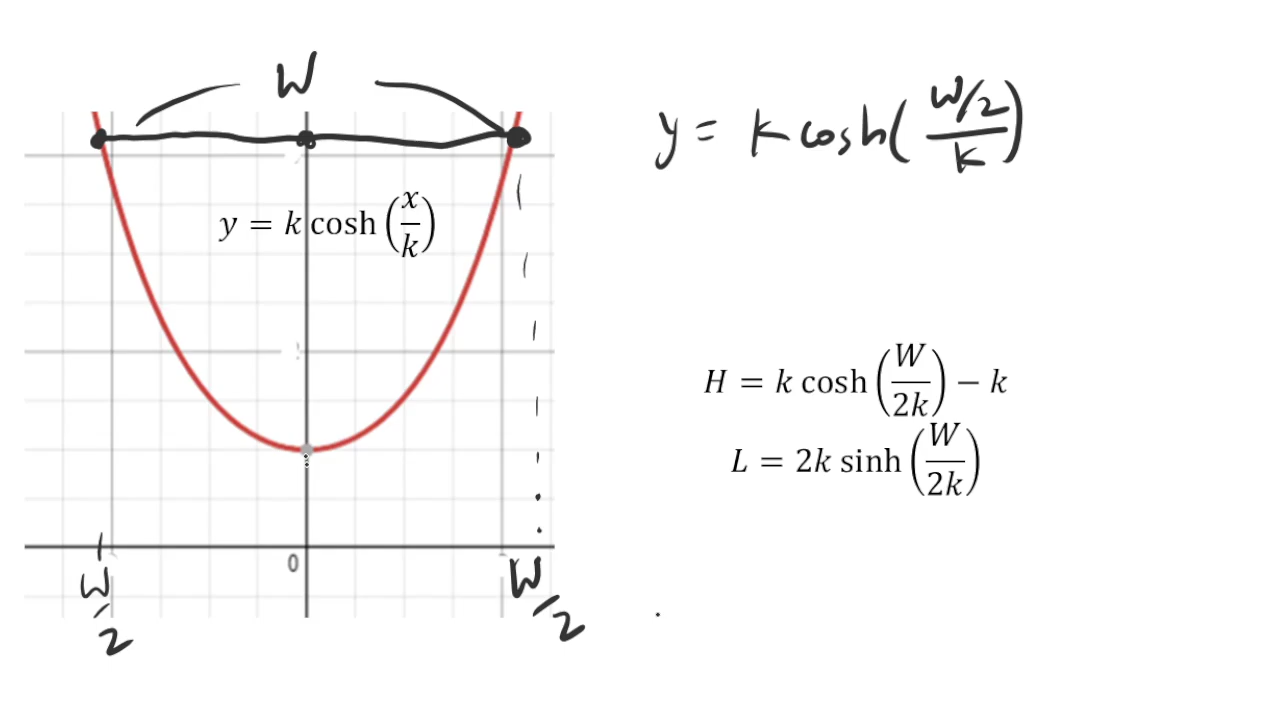 W
y = k cosh(W/2 / k)
y = k cosh(x/k)
H = k cosh(W/2k) − k
L = 2k sinh(W/2k)
0
W/2
W/2